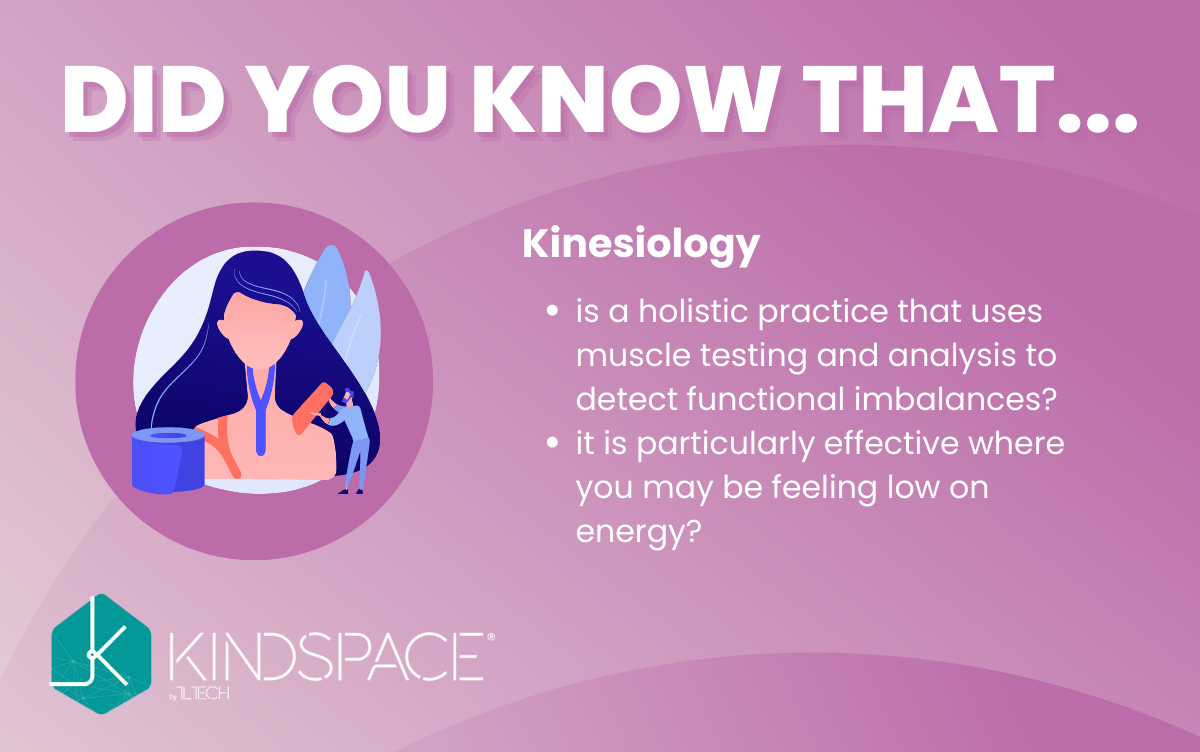 DID YOU KNOW THAT...
Kinesiology
• is a holistic practice that uses
muscle testing and analysis to
detect functional imbalances?
• it is particularly effective where
you may be feeling low on
energy?
KINDSPACE®
by TLTECH